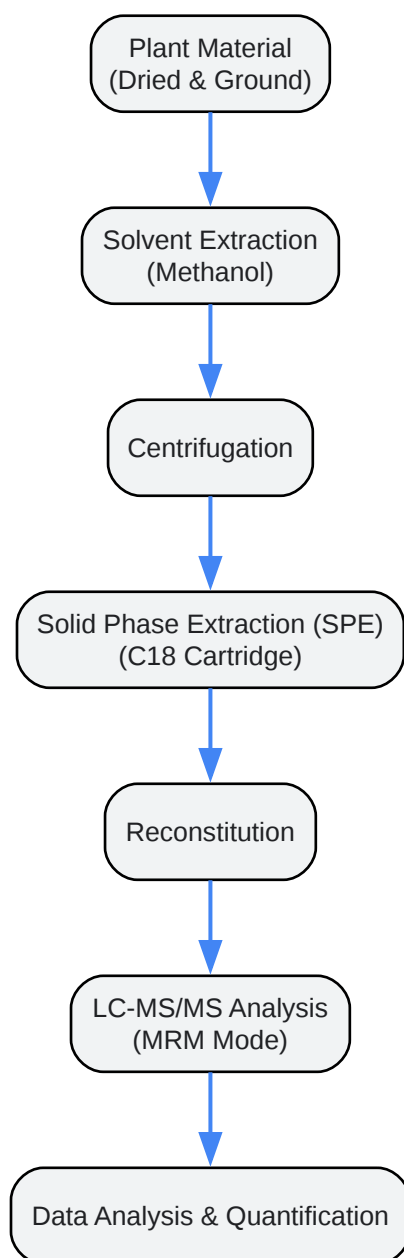 Plant Material
(Dried & Ground)
Solvent Extraction
(Methanol)
Centrifugation
Solid Phase Extraction (SPE)
(C18 Cartridge)
Reconstitution
LC-MS/MS Analysis
(MRM Mode)
Data Analysis & Quantification